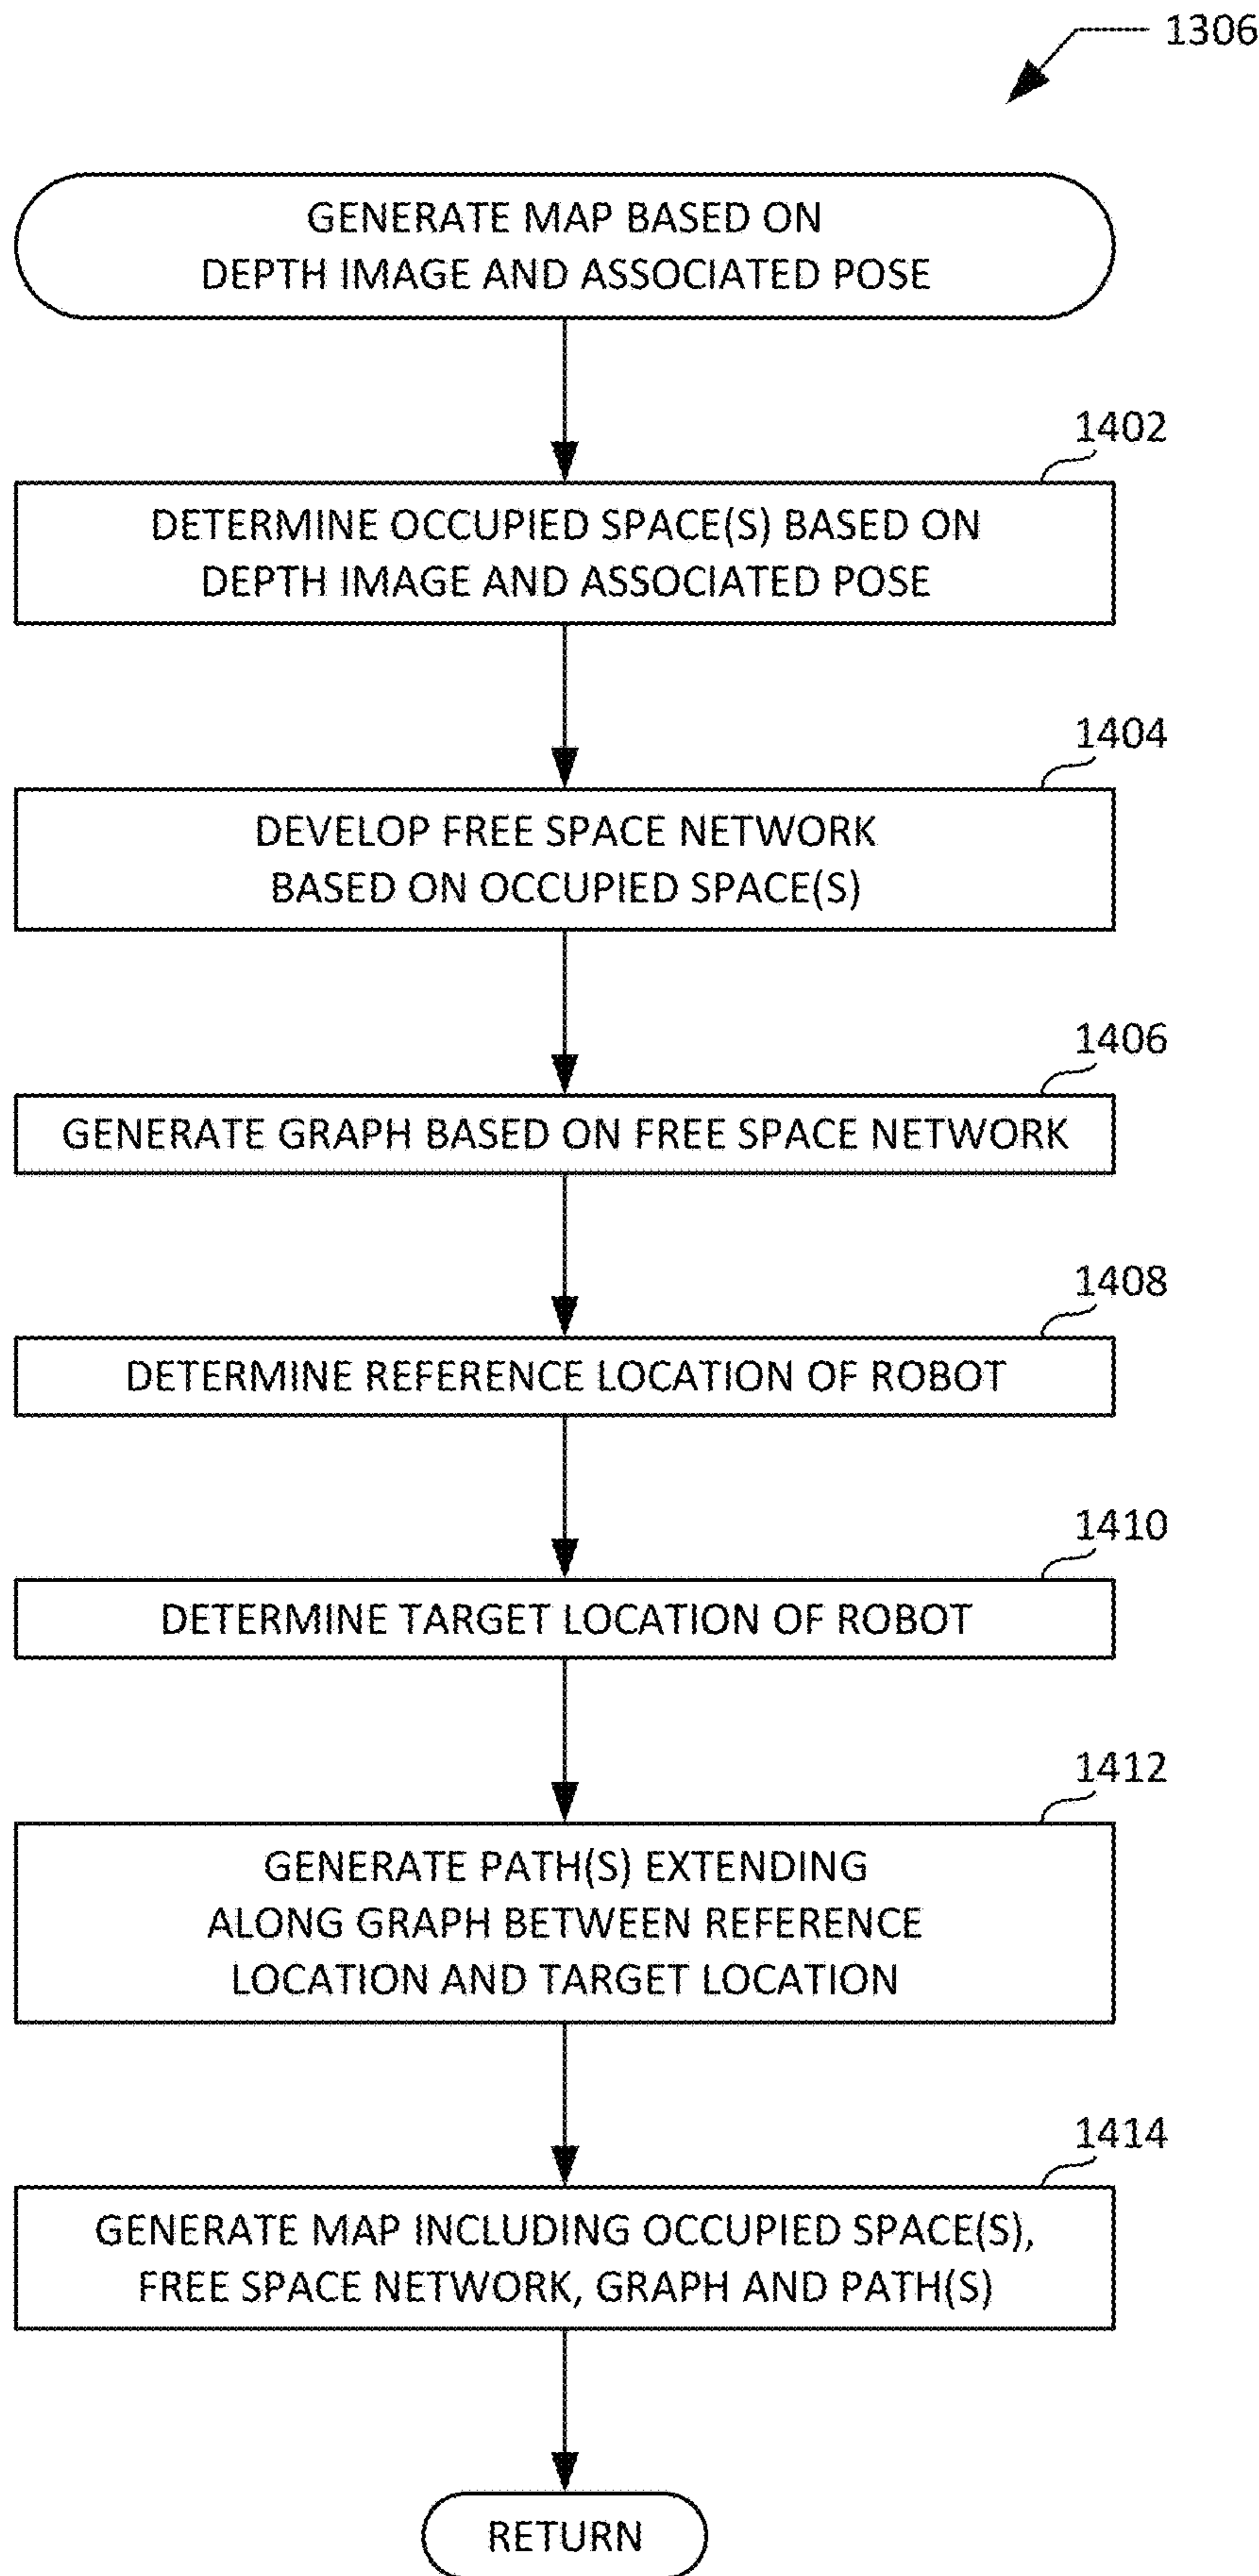 1306
GENERATE MAP BASED ON
DEPTH IMAGE AND ASSOCIATED POSE
1402
DETERMINE OCCUPIED SPACE(S) BASED ON
DEPTH IMAGE AND ASSOCIATED POSE
1404
DEVELOP FREE SPACE NETWORK
BASED ON OCCUPIED SPACE(S)
1406
GENERATE GRAPH BASED ON FREE SPACE NETWORK
1408
DETERMINE REFERENCE LOCATION OF ROBOT
1410
DETERMINE TARGET LOCATION OF ROBOT
1412
GENERATE PATH(S) EXTENDING
ALONG GRAPH BETWEEN REFERENCE
LOCATION AND TARGET LOCATION
1414
GENERATE MAP INCLUDING OCCUPIED SPACE(S),
FREE SPACE NETWORK, GRAPH AND PATH(S)
RETURN